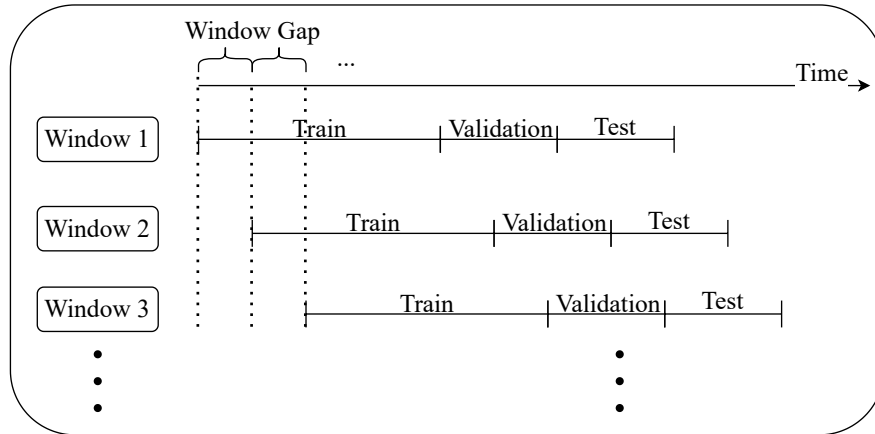 Window Gap
...
Time
Window 1
Train Validation Test
Window 2
Train Validation Test
Window 3
Train Validation Test